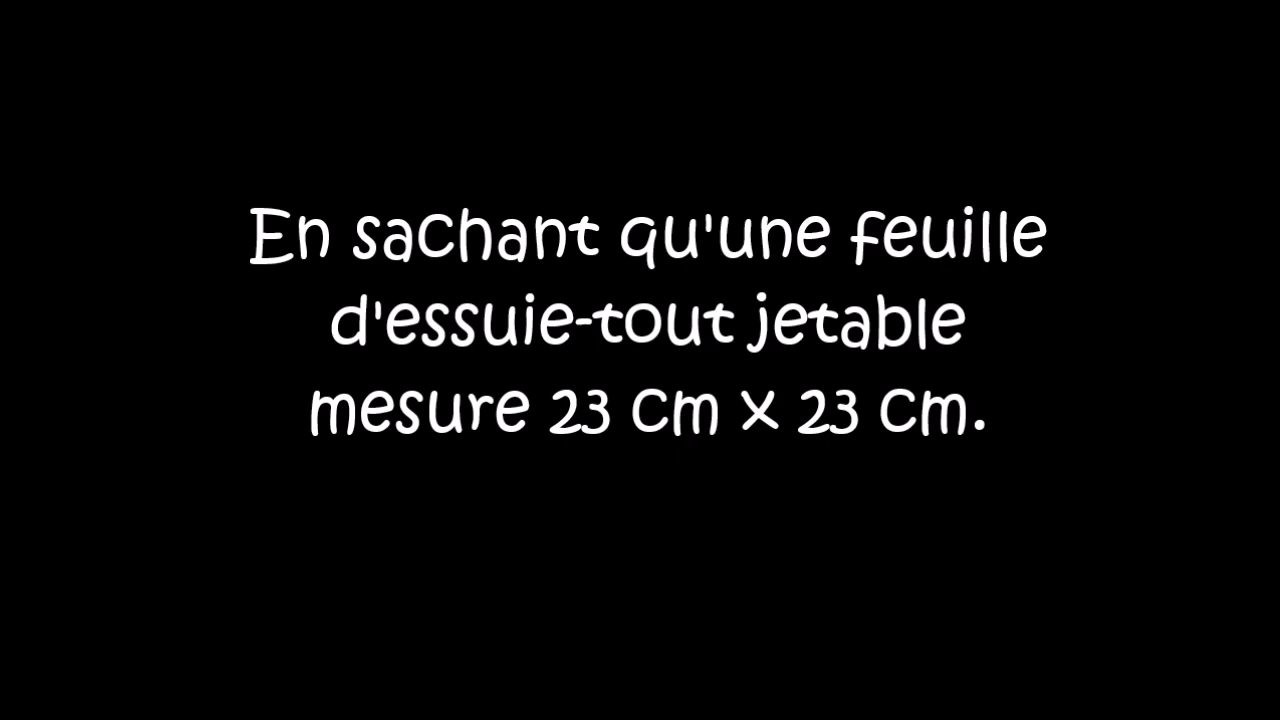 En sachant qu'une feuille
d'essuie-tout jetable
mesure 23 cm x 23 cm.